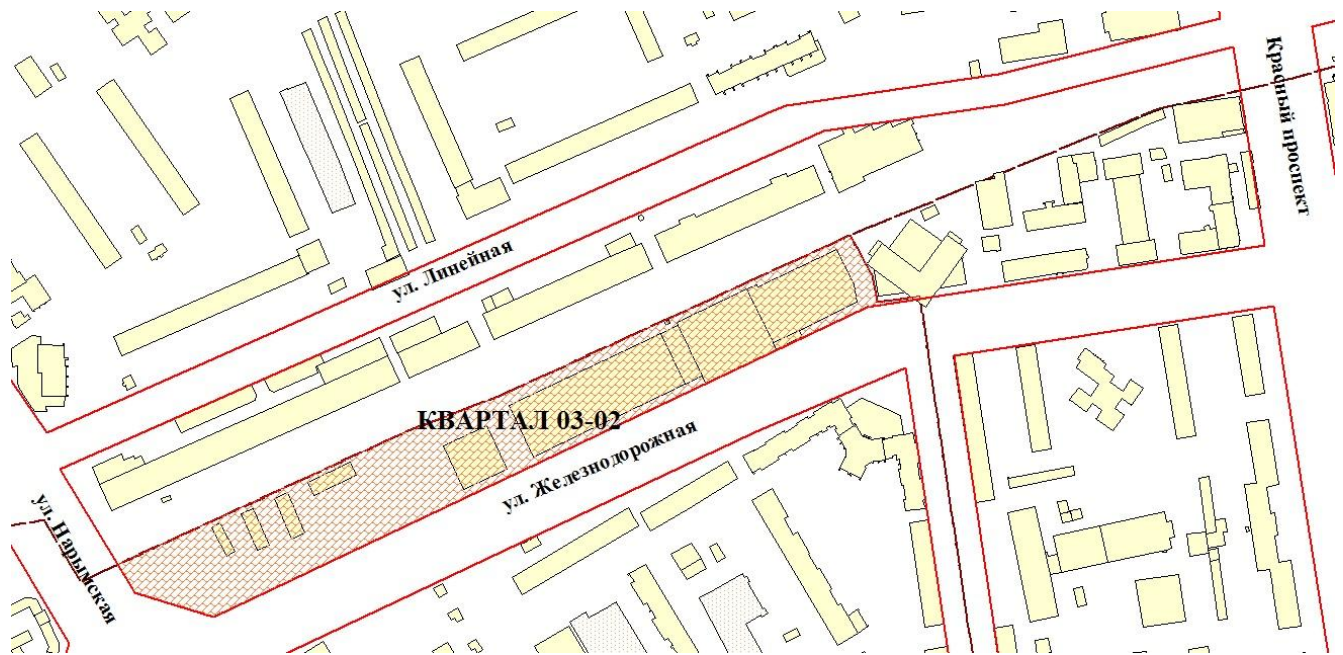 Красный проспект
ул. Линейная
КВАРТАЛ 03-02
ул. Железнодорожная
ул. Нарымская